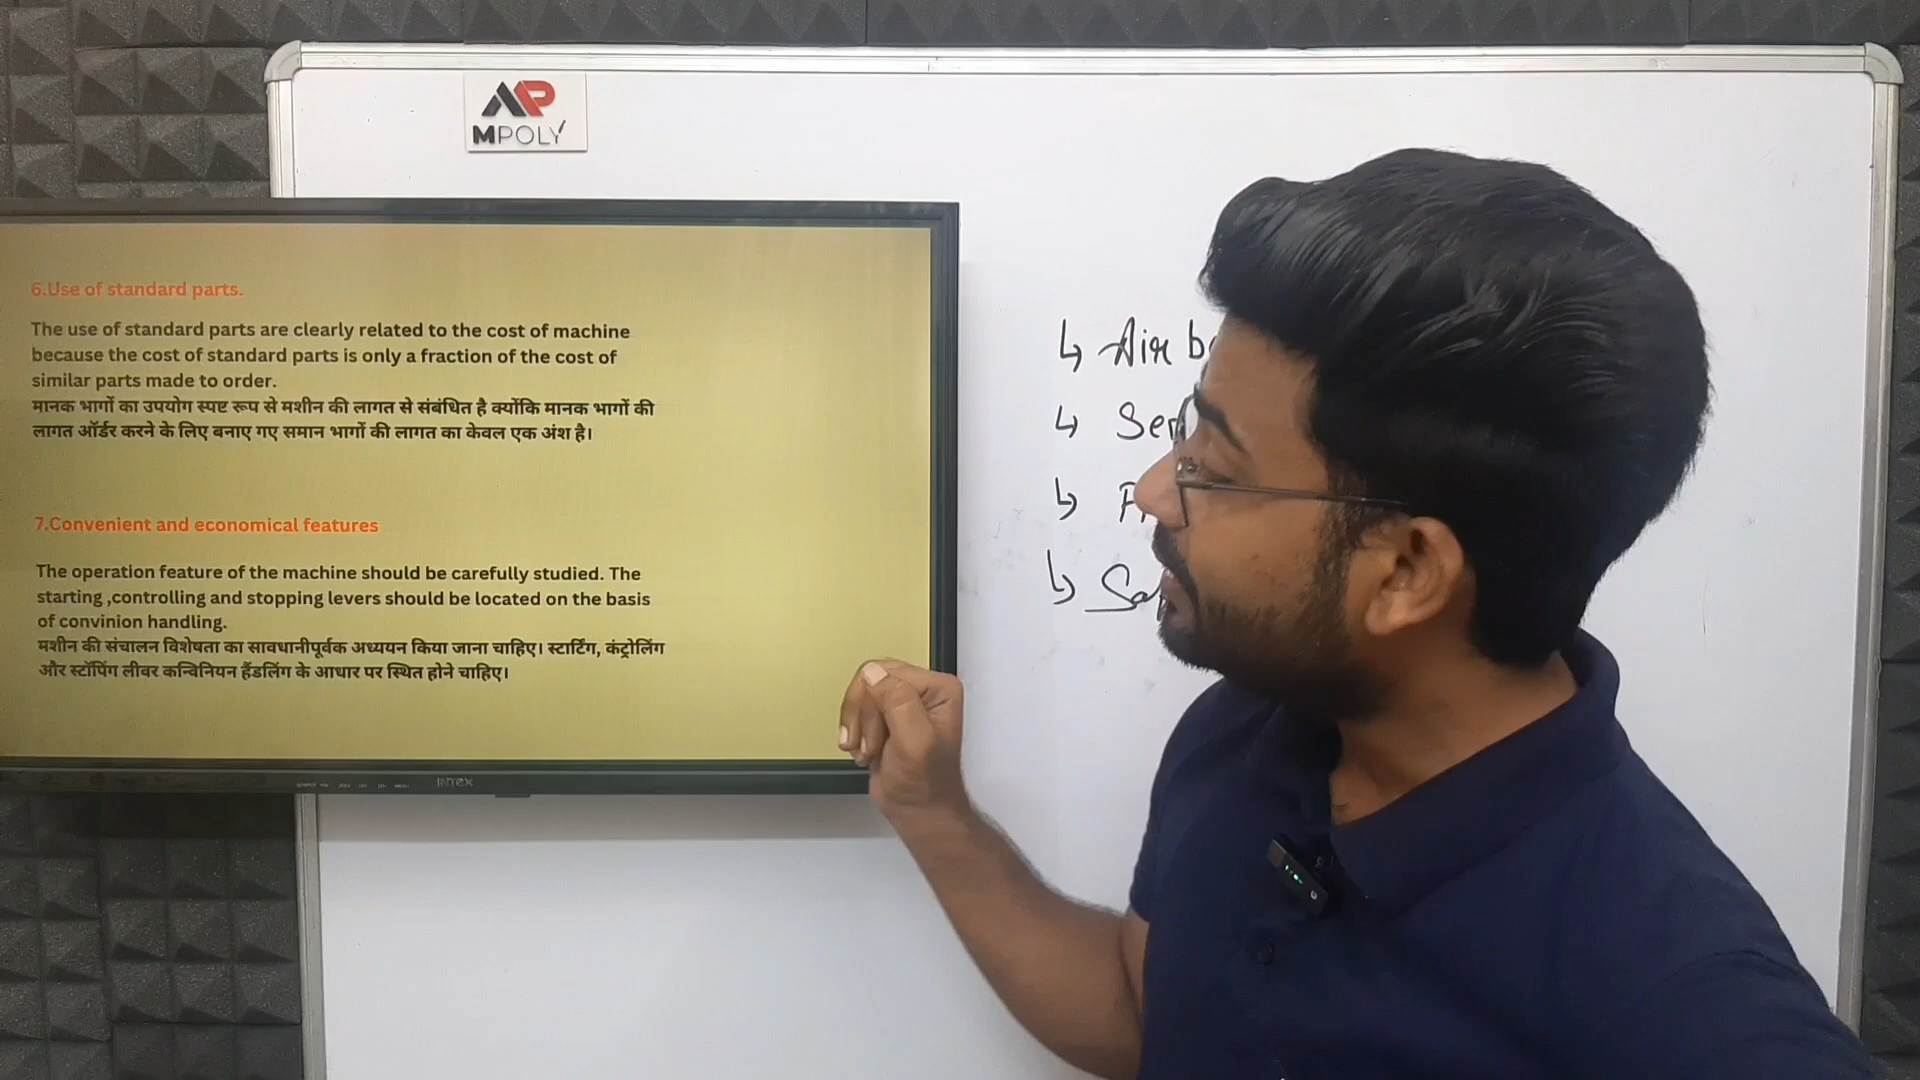 MPOLY
6.Use of standard parts.
The use of standard parts are clearly related to the cost of machine
because the cost of standard parts is only a fraction of the cost of
similar parts made to order.
मानक भागों का उपयोग स्पष्ट रूप से मशीन की लागत से संबंधित है क्योंकि मानक भागों की
लागत ऑर्डर करने के लिए बनाए गए समान भागों की लागत का केवल एक अंश है।
7.Convenient and economical features
The operation feature of the machine should be carefully studied. The
starting ,controlling and stopping levers should be located on the basis
of convinion handling.
मशीन की संचालन विशेषता का सावधानीपूर्वक अध्ययन किया जाना चाहिए। स्टार्टिंग, कंट्रोलिंग
और स्टॉपिंग लीवर कन्विनियन हैंडलिंग के आधार पर स्थित होने चाहिए।
INTEX
↳ Air
↳
↳
↳